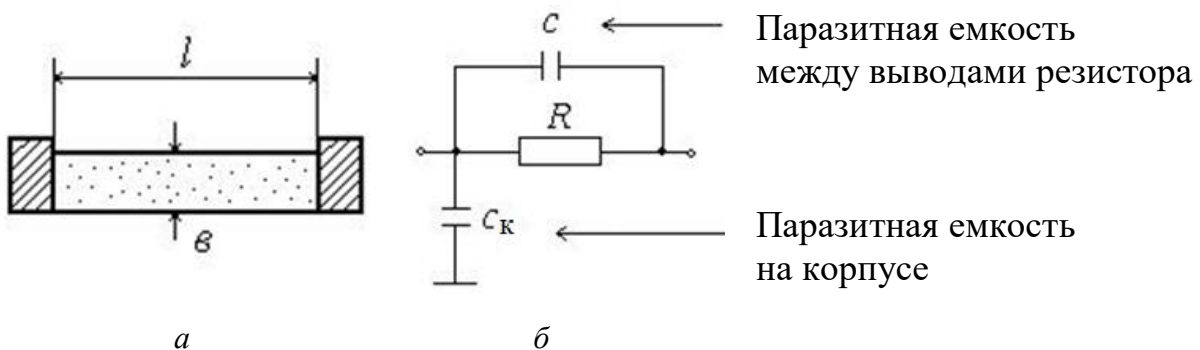 l
в
а
C
R
Cк
б
Паразитная емкость
между выводами резистора
Паразитная емкость
на корпусе